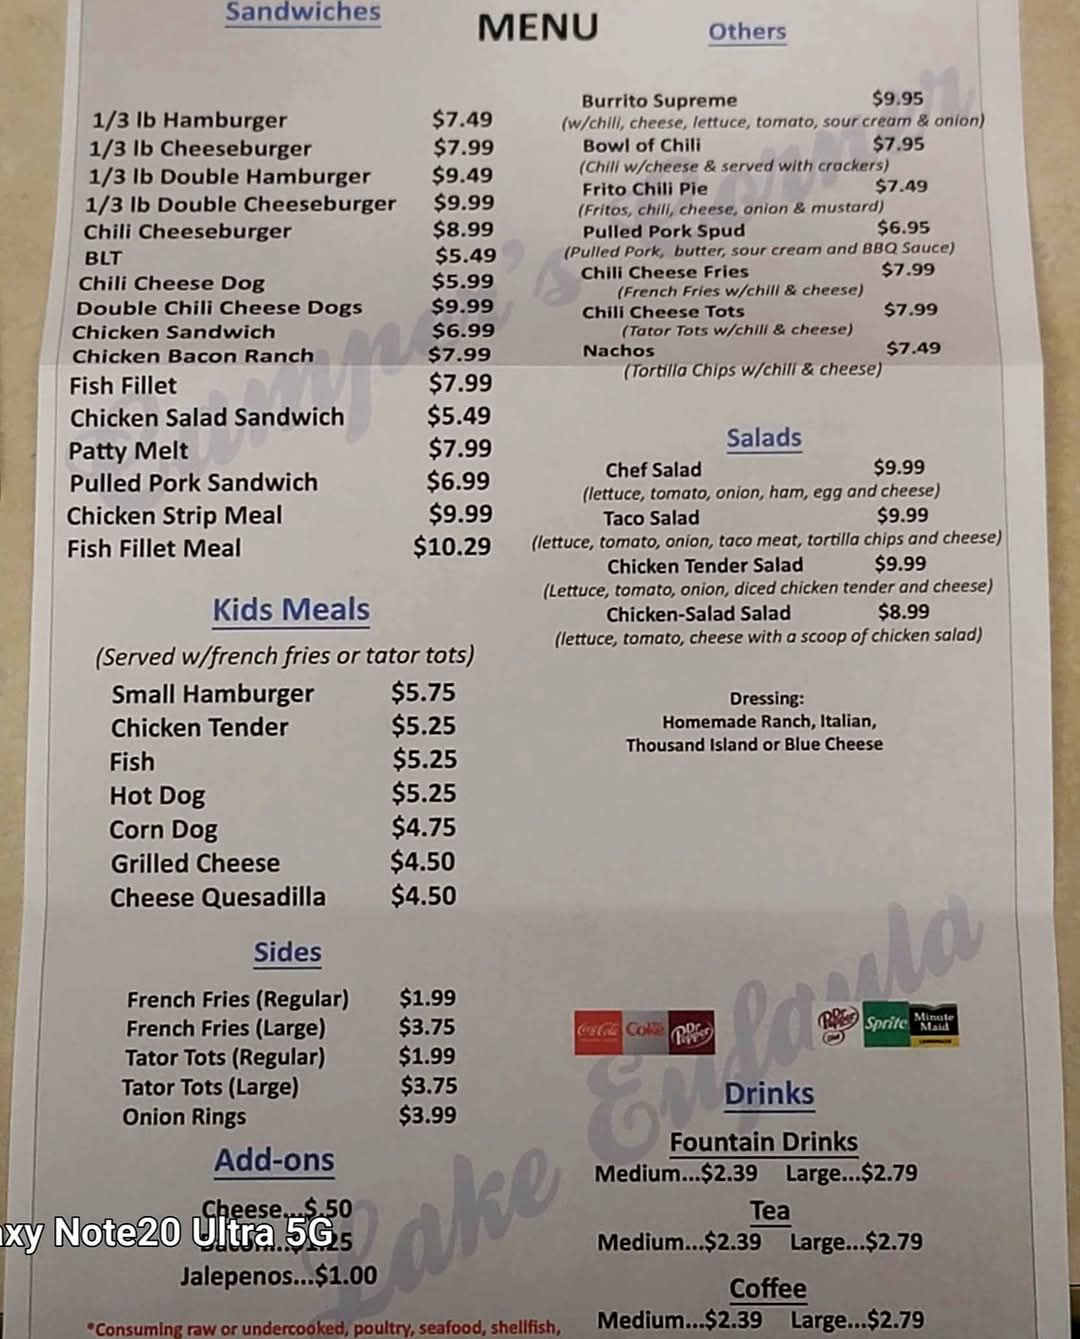 MENU
Sandwiches
1/3 lb Hamburger $7.49
1/3 lb Cheeseburger $7.99
1/3 lb Double Hamburger $9.49
1/3 lb Double Cheeseburger $9.99
Chili Cheeseburger $8.99
BLT $5.49
Chili Cheese Dog $5.99
Double Chili Cheese Dogs $9.99
Chicken Sandwich $6.99
Chicken Bacon Ranch $7.99
Fish Fillet $7.99
Chicken Salad Sandwich $5.49
Patty Melt $7.99
Pulled Pork Sandwich $6.99
Chicken Strip Meal $9.99
Fish Fillet Meal $10.29
Kids Meals
(Served w/french fries or tator tots)
Small Hamburger $5.75
Chicken Tender $5.25
Fish $5.25
Hot Dog $5.25
Corn Dog $4.75
Grilled Cheese $4.50
Cheese Quesadilla $4.50
Sides
French Fries (Regular) $1.99
French Fries (Large) $3.75
Tator Tots (Regular) $1.99
Tator Tots (Large) $3.75
Onion Rings $3.99
Add-ons
Cheese...$.50
Jalepenos...$1.00
*Consuming raw or undercooked, poultry, seafood, shellfish,
Others
Burrito Supreme $9.95
(w/chili, cheese, lettuce, tomato, sour cream & onion)
Bowl of Chili $7.95
(Chili w/cheese & served with crackers)
Frito Chili Pie $7.49
(Fritos, chili, cheese, onion & mustard)
Pulled Pork Spud $6.95
(Pulled Pork, butter, sour cream and BBQ Sauce)
Chili Cheese Fries $7.99
(French Fries w/chili & cheese)
Chili Cheese Tots $7.99
(Tator Tots w/chili & cheese)
Nachos $7.49
(Tortilla Chips w/chili & cheese)
Salads
Chef Salad $9.99
(lettuce, tomato, onion, ham, egg and cheese)
Taco Salad $9.99
(lettuce, tomato, onion, taco meat, tortilla chips and cheese)
Chicken Tender Salad $9.99
(Lettuce, tomato, onion, diced chicken tender and cheese)
Chicken-Salad Salad $8.99
(lettuce, tomato, cheese with a scoop of chicken salad)
Dressing:
Homemade Ranch, Italian,
Thousand Island or Blue Cheese
Coca-Cola Coke Dr Pepper Dr Pepper Diet Sprite Minute Maid
Drinks
Fountain Drinks
Medium...$2.39 Large...$2.79
Tea
Medium...$2.39 Large...$2.79
Coffee
Medium...$2.39 Large...$2.79
Lake Eufaula
xy Note20 Ultra 5G